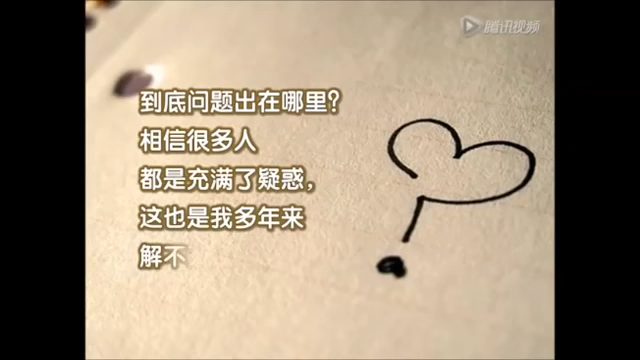 腾讯视频
到底问题出在哪里?
相信很多人
都是充满了疑惑,
这也是我多年来
解不